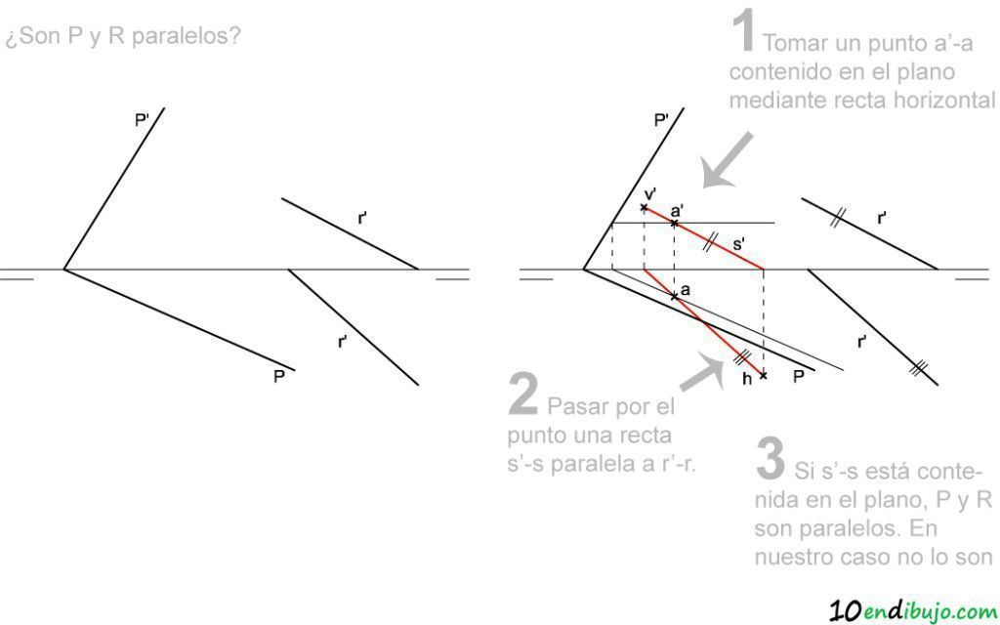 ¿Son P y R paralelos?
P'
r'
P
r'
1 Tomar un punto a'-a
contenido en el plano
mediante recta horizontal
P'
v'
a'
s'
r'
a
r'
h
P
2 Pasar por el
punto una recta
s'-s paralela a r'-r.
3 Si s'-s está conte-
nida en el plano, P y R
son paralelos. En
nuestro caso no lo son
10endibujo.com